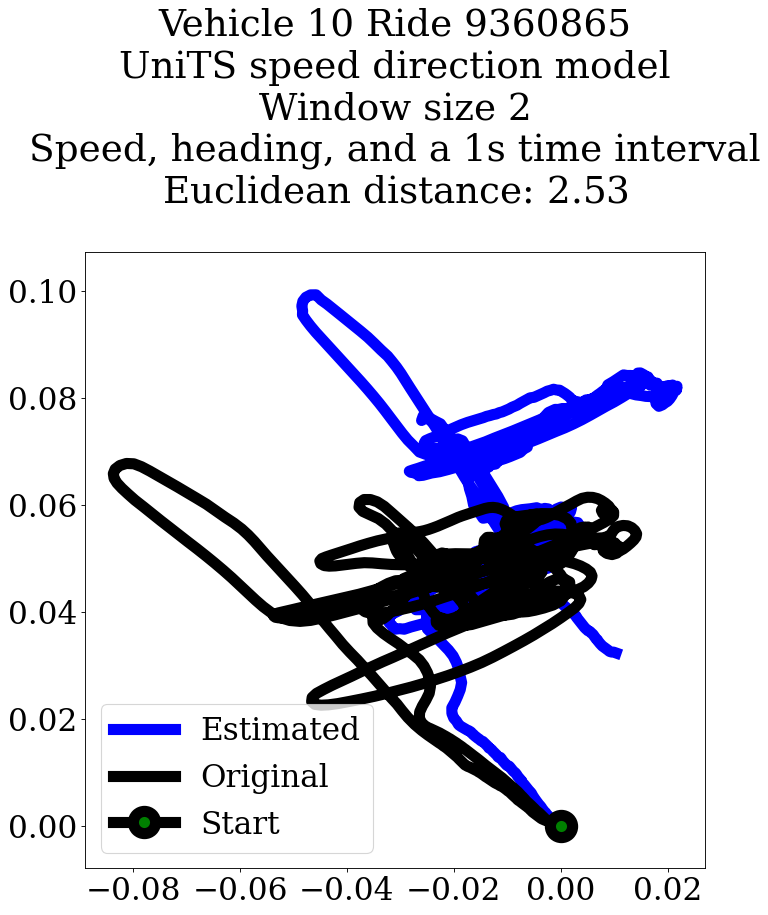 Vehicle 10 Ride 9360865
UniTS speed direction model
Window size 2
Speed, heading, and a 1s time interval
Euclidean distance: 2.53
0.10
0.08
0.06
0.04
0.02
0.00
Estimated
Original
Start
−0.08 −0.06 −0.04 −0.02 0.00 0.02